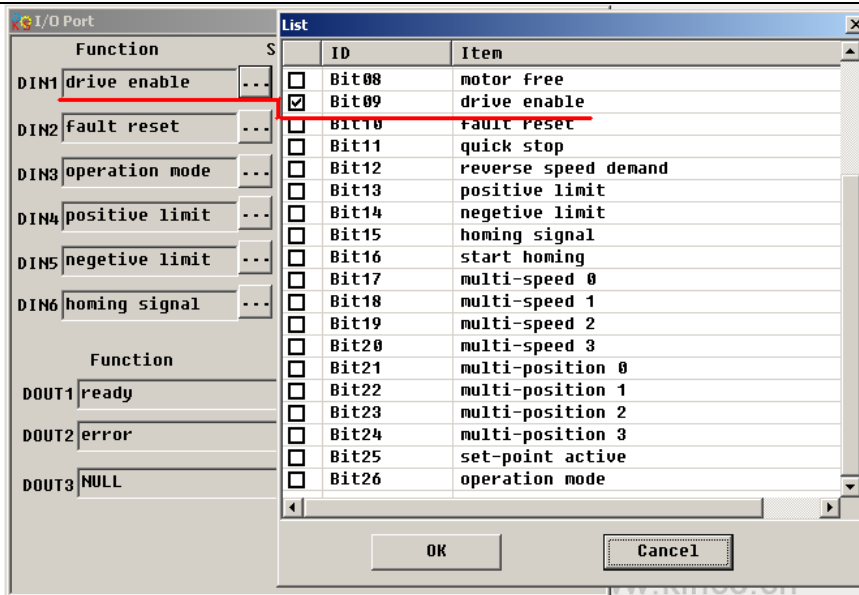 I/O Port
Function S
DIN1 drive enable ...
DIN2 fault reset ...
DIN3 operation mode ...
DIN4 positive limit ...
DIN5 negetive limit ...
DIN6 homing signal ...
Function
DOUT1 ready
DOUT2 error
DOUT3 NULL
List
ID Item
Bit08 motor free
Bit09 drive enable
Bit10 fault reset
Bit11 quick stop
Bit12 reverse speed demand
Bit13 positive limit
Bit14 negetive limit
Bit15 homing signal
Bit16 start homing
Bit17 multi-speed 0
Bit18 multi-speed 1
Bit19 multi-speed 2
Bit20 multi-speed 3
Bit21 multi-position 0
Bit22 multi-position 1
Bit23 multi-position 2
Bit24 multi-position 3
Bit25 set-point active
Bit26 operation mode
OK Cancel